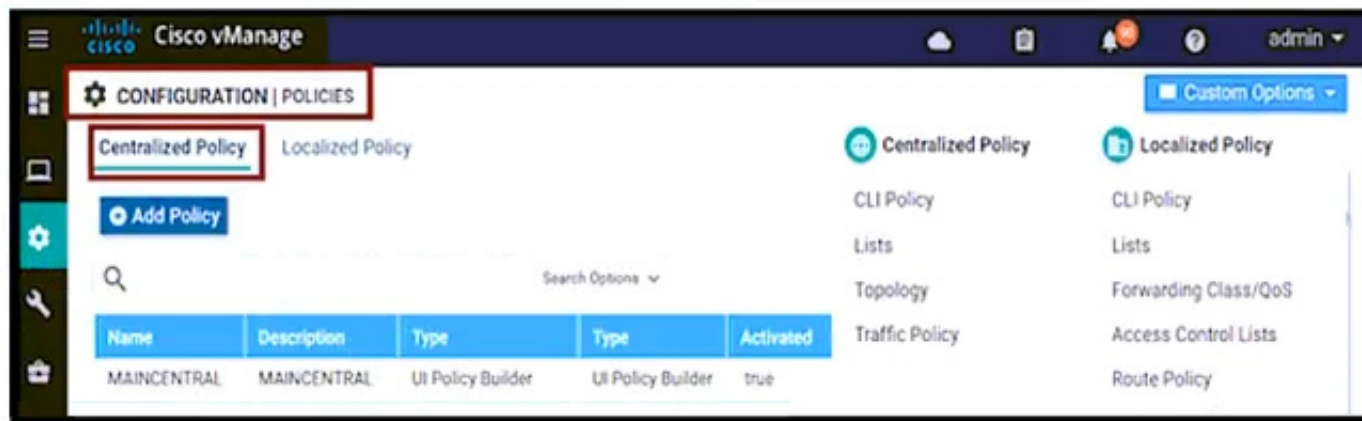 cisco Cisco vManage
admin
CONFIGURATION | POLICIES
Custom Options
Centralized Policy
Localized Policy
Add Policy
Search Options
Name Description Type Type Activated
MAINCENTRAL MAINCENTRAL UI Policy Builder UI Policy Builder true
Centralized Policy
CLI Policy
Lists
Topology
Traffic Policy
Localized Policy
CLI Policy
Lists
Forwarding Class/QoS
Access Control Lists
Route Policy